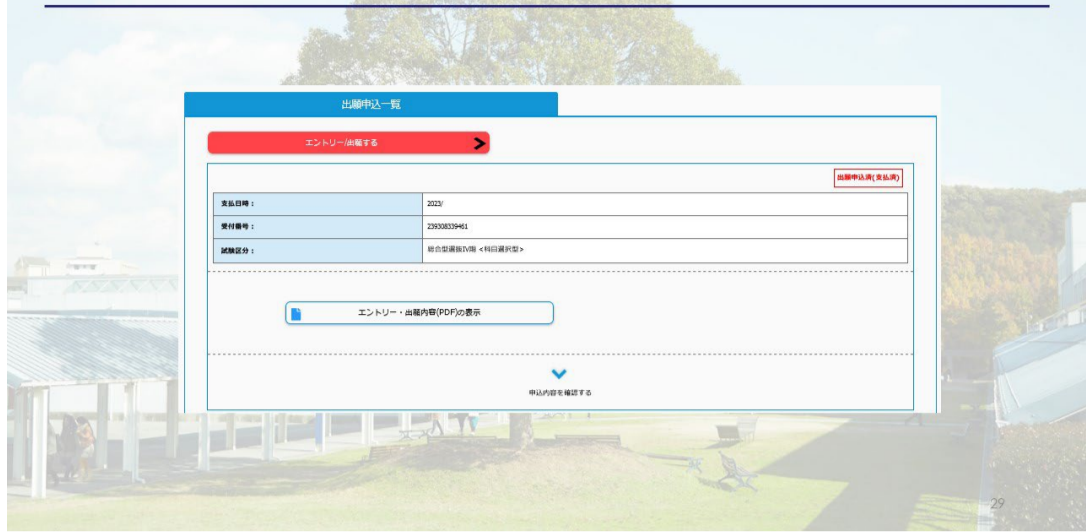 出願申込一覧
エントリー/出願する
出願申込済(支払済)
支払日時：
2023/
受付番号：
239308339461
試験区分：
総合型選抜IV期 <科目選択型>
エントリー・出願内容(PDF)の表示
申込内容を確認する
29